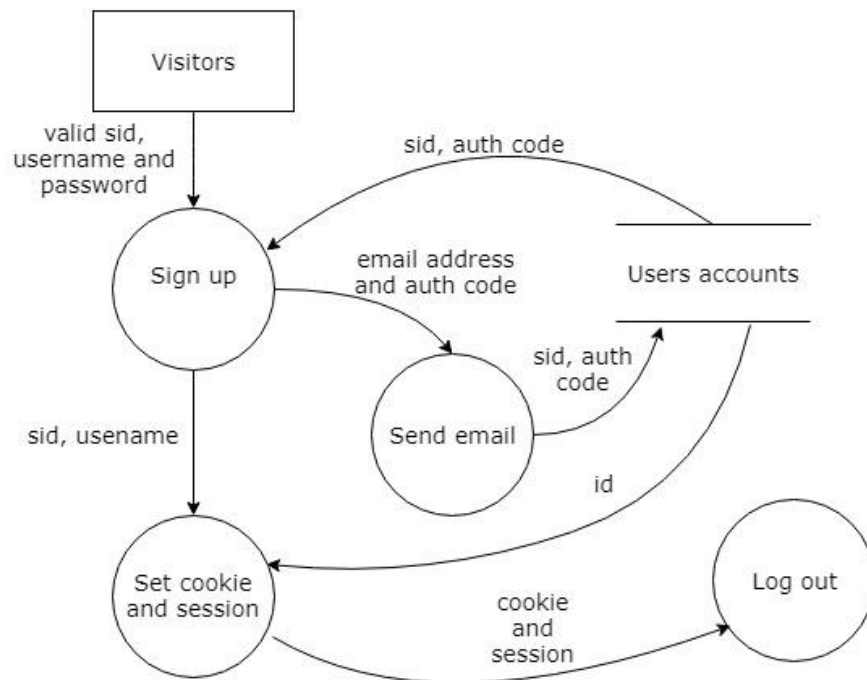 Visitors
valid sid,
username and
password
sid, auth code
Sign up
email address
and auth code
Users accounts
sid, auth
code
Send email
sid, usename
id
Set cookie
and session
cookie
and
session
Log out